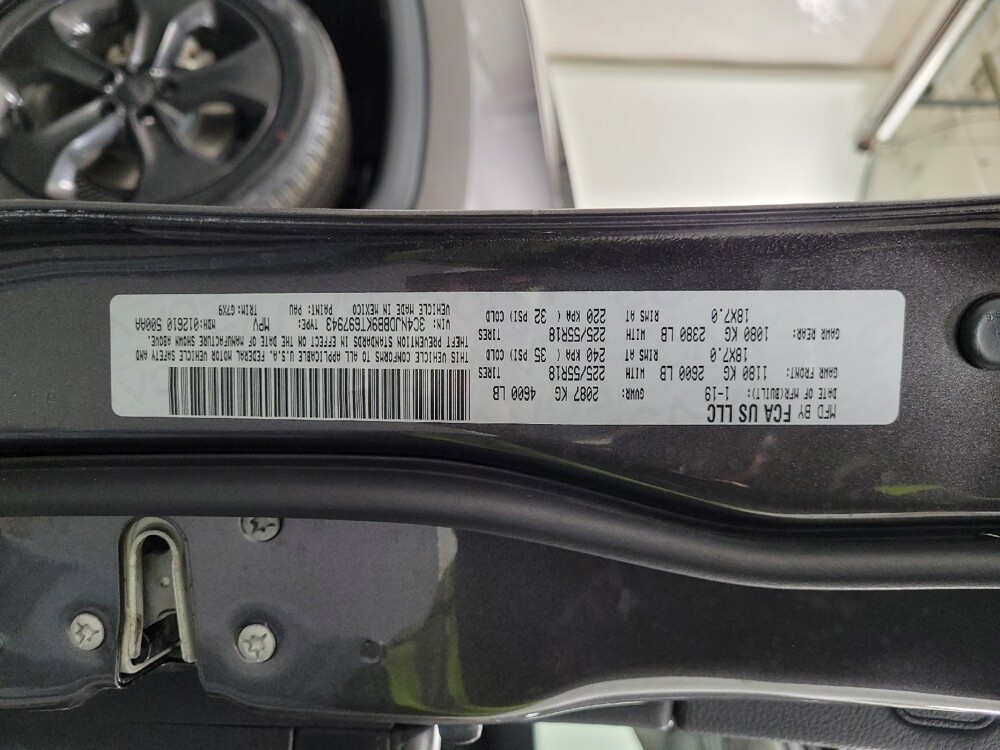 MFD BY FCA US LLC
DATE OF MFR(BUILT): 1-19 GVWR: 2087 KG 4600 LB
GAWR FRONT: 1180 KG WITH 2600 LB 225/55R18 TIRES
18X7.0 RIMS AT 240 KPA ( 35 PSI) COLD
GAWR REAR: 1080 KG WITH 2380 LB 225/55R18 TIRES
18X7.0 RIMS AT 220 KPA ( 32 PSI) COLD
THIS VEHICLE CONFORMS TO ALL APPLICABLE U.S.A. FEDERAL MOTOR VEHICLE SAFETY AND
THEFT PREVENTION STANDARDS IN EFFECT ON THE DATE OF MANUFACTURE SHOWN ABOVE.
VIN: 3C4NJDBB9KT697943 TYPE: MPV MDH:012610 500AA
VEHICLE MADE IN MEXICO PAINT: PAU TRIM:G7X9